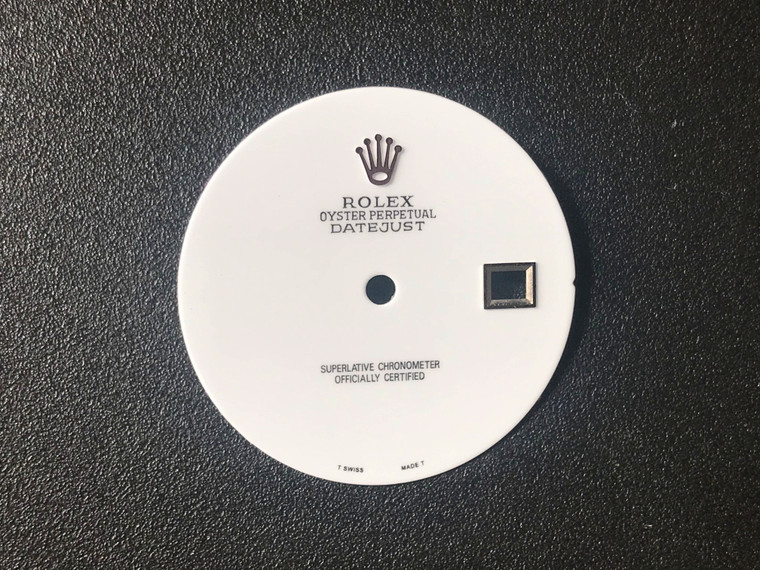 ROLEX
OYSTER PERPETUAL
DATEJUST
SUPERLATIVE CHRONOMETER
OFFICIALLY CERTIFIED
T SWISS MADE T